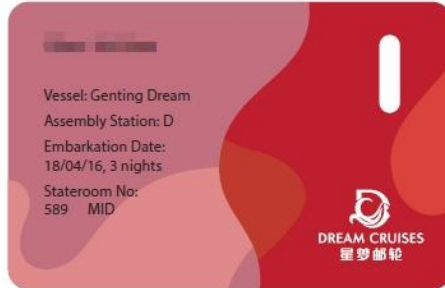 Vessel: Genting Dream
Assembly Station: D
Embarkation Date:
18/04/16, 3 nights
Stateroom No:
589 MID
DREAM CRUISES
星梦邮轮